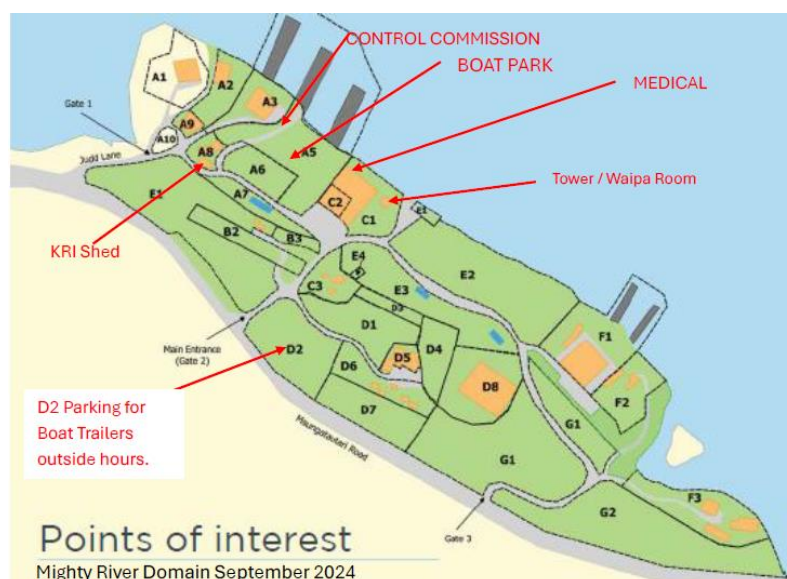 CONTROL COMMISSION
BOAT PARK
MEDICAL
A1
A2
A3
Gate 1
A9
A10
A8
A5
Judd Lane
A6
Tower / Waipa Room
E1
A7
C2
C1
E1
B2
B3
KRI Shed
E4
E2
C3
E3
D3
F1
D1
Main Entrance
(Gate 2)
D2
D4
D5
D6
D8
F2
D7
G1
D2 Parking for
Boat Trailers
outside hours.
Maungatautari Road
G1
F3
G2
Gate 3
Points of interest
Mighty River Domain September 2024